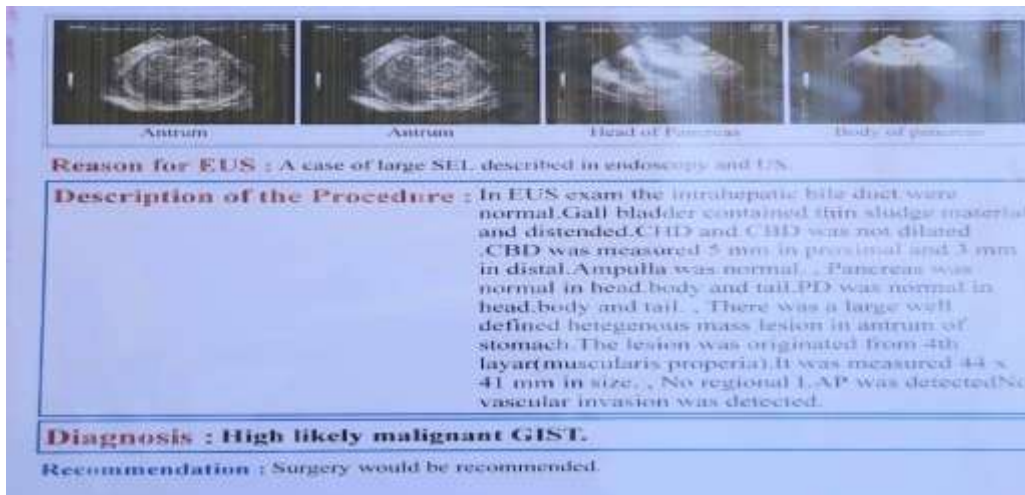 Antrum
Antrum
Head of Pancreas
Body of pancreas
Reason for EUS : A case of large SEL described in endoscopy and US.
Description of the Procedure : In EUS exam the intrahepatic bile duct were
normal.Gall bladder contained thin sludge material
and distended.CHD and CBD was not dilated
.CBD was measured 5 mm in proximal and 3 mm
in distal.Ampulla was normal. , Pancreas was
normal in head.body and tail.PD was normal in
head.body and tail. , There was a large well
defined hetegenous mass lesion in antrum of
stomach.The lesion was originated from 4th
layar(muscularis properia).It was measured 44 x
41 mm in size. , No regional LAP was detectedNo
vascular invasion was detected.
Diagnosis : High likely malignant GIST.
Recommendation : Surgery would be recommended.